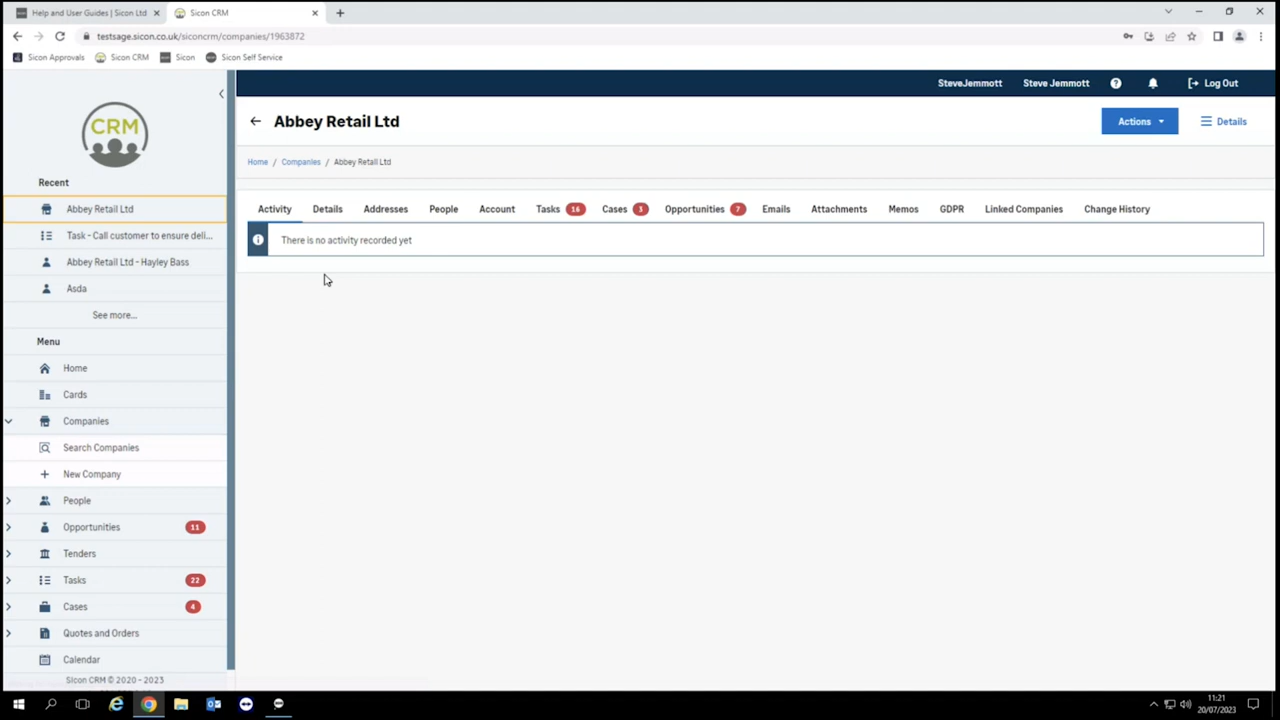 Help and User Guides | Sicon Ltd
Sicon CRM
testsage.sicon.co.uk/siconcrm/companies/1963872
Sicon Approvals
Sicon CRM
Sicon
Sicon Self Service
SteveJemmott
Steve Jemmott
Log Out
CRM
Abbey Retail Ltd
Actions
Details
Home / Companies / Abbey Retail Ltd
Recent
Abbey Retail Ltd
Task - Call customer to ensure deli...
Abbey Retail Ltd - Hayley Bass
Asda
See more...
Menu
Home
Cards
Companies
Search Companies
New Company
People
Opportunities 11
Tenders
Tasks 22
Cases 4
Quotes and Orders
Calendar
Sicon CRM © 2020 - 2023
Activity
Details
Addresses
People
Account
Tasks 16
Cases 3
Opportunities 7
Emails
Attachments
Memos
GDPR
Linked Companies
Change History
There is no activity recorded yet
11:21
20/07/2023